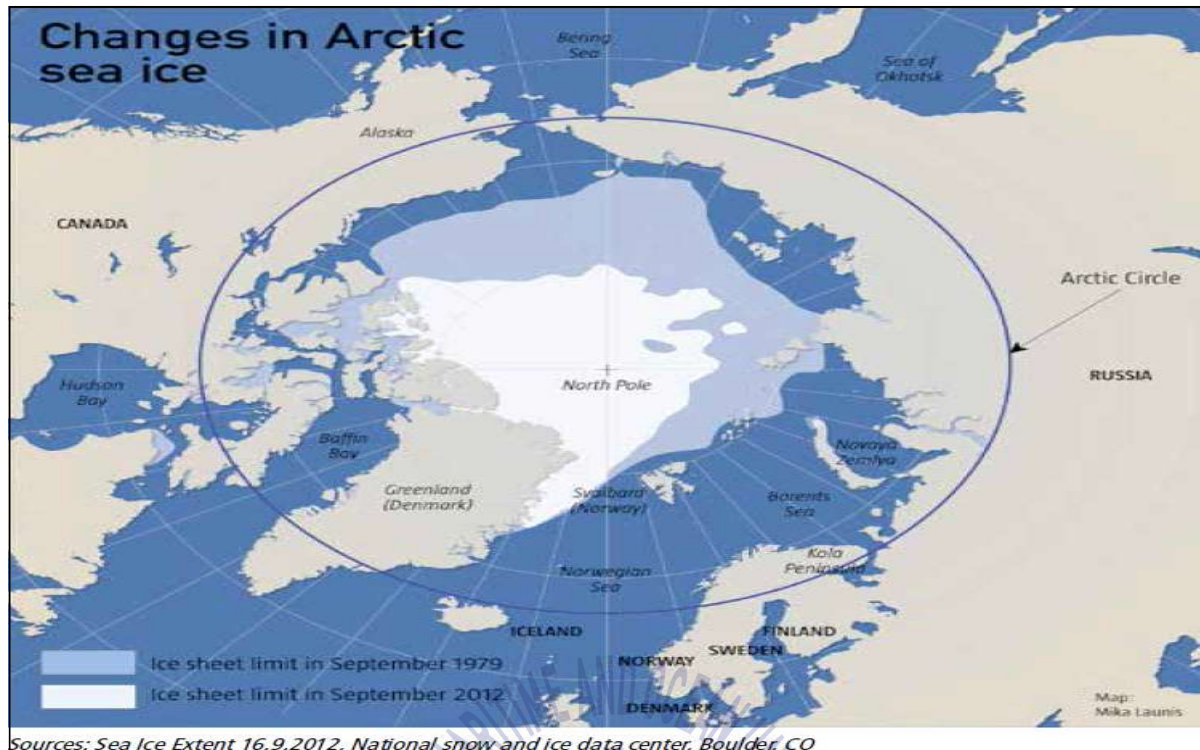 Changes in Arctic
sea ice
Bering
Sea
Sea of
Okhotsk
Alaska
CANADA
Arctic Circle
RUSSIA
Hudson
Bay
North Pole
Baffin
Bay
Novaya
Zemlya
Greenland
(Denmark)
Svalbard
(Norway)
Barents
Sea
Kola
Peninsula
Norwegian
Sea
ICELAND
FINLAND
SWEDEN
NORWAY
DENMARK
Ice sheet limit in September 1979
Ice sheet limit in September 2012
Map:
Mika Launis
Sources: Sea Ice Extent 16.9.2012, National snow and ice data center, Boulder, CO